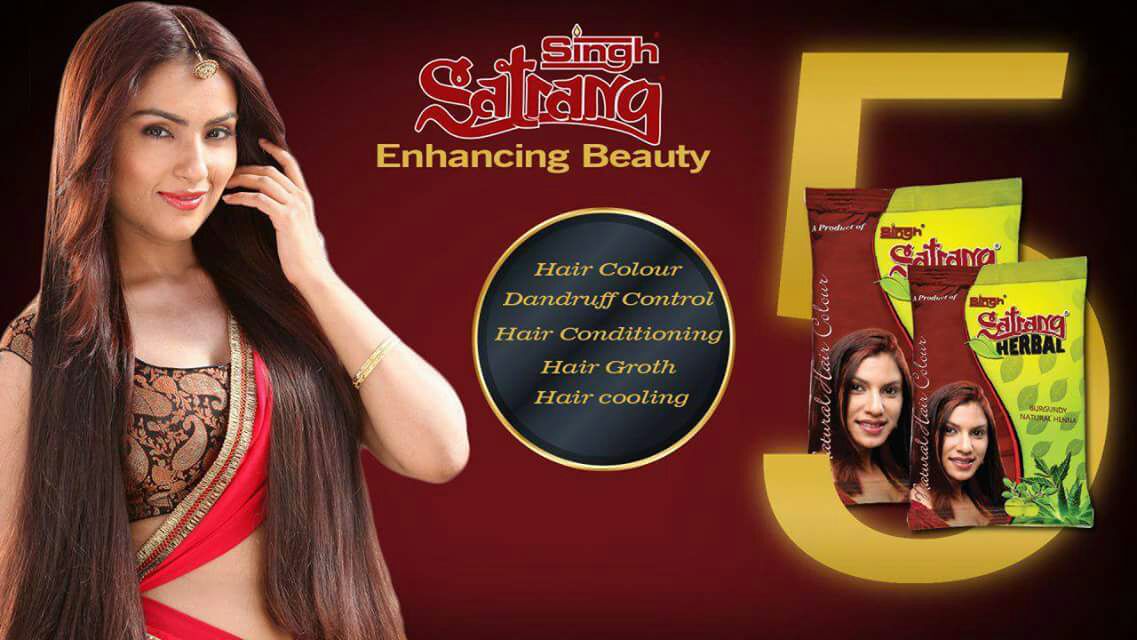 Singh
Satrang
Enhancing Beauty
5
Hair Colour
Dandruff Control
Hair Conditioning
Hair Groth
Hair cooling
A Product of
Singh
Satrang
Natural Hair Colour
A Product of
Singh
Satrang
HERBAL
BURGUNDY
NATURAL HENNA
Natural Hair Colour